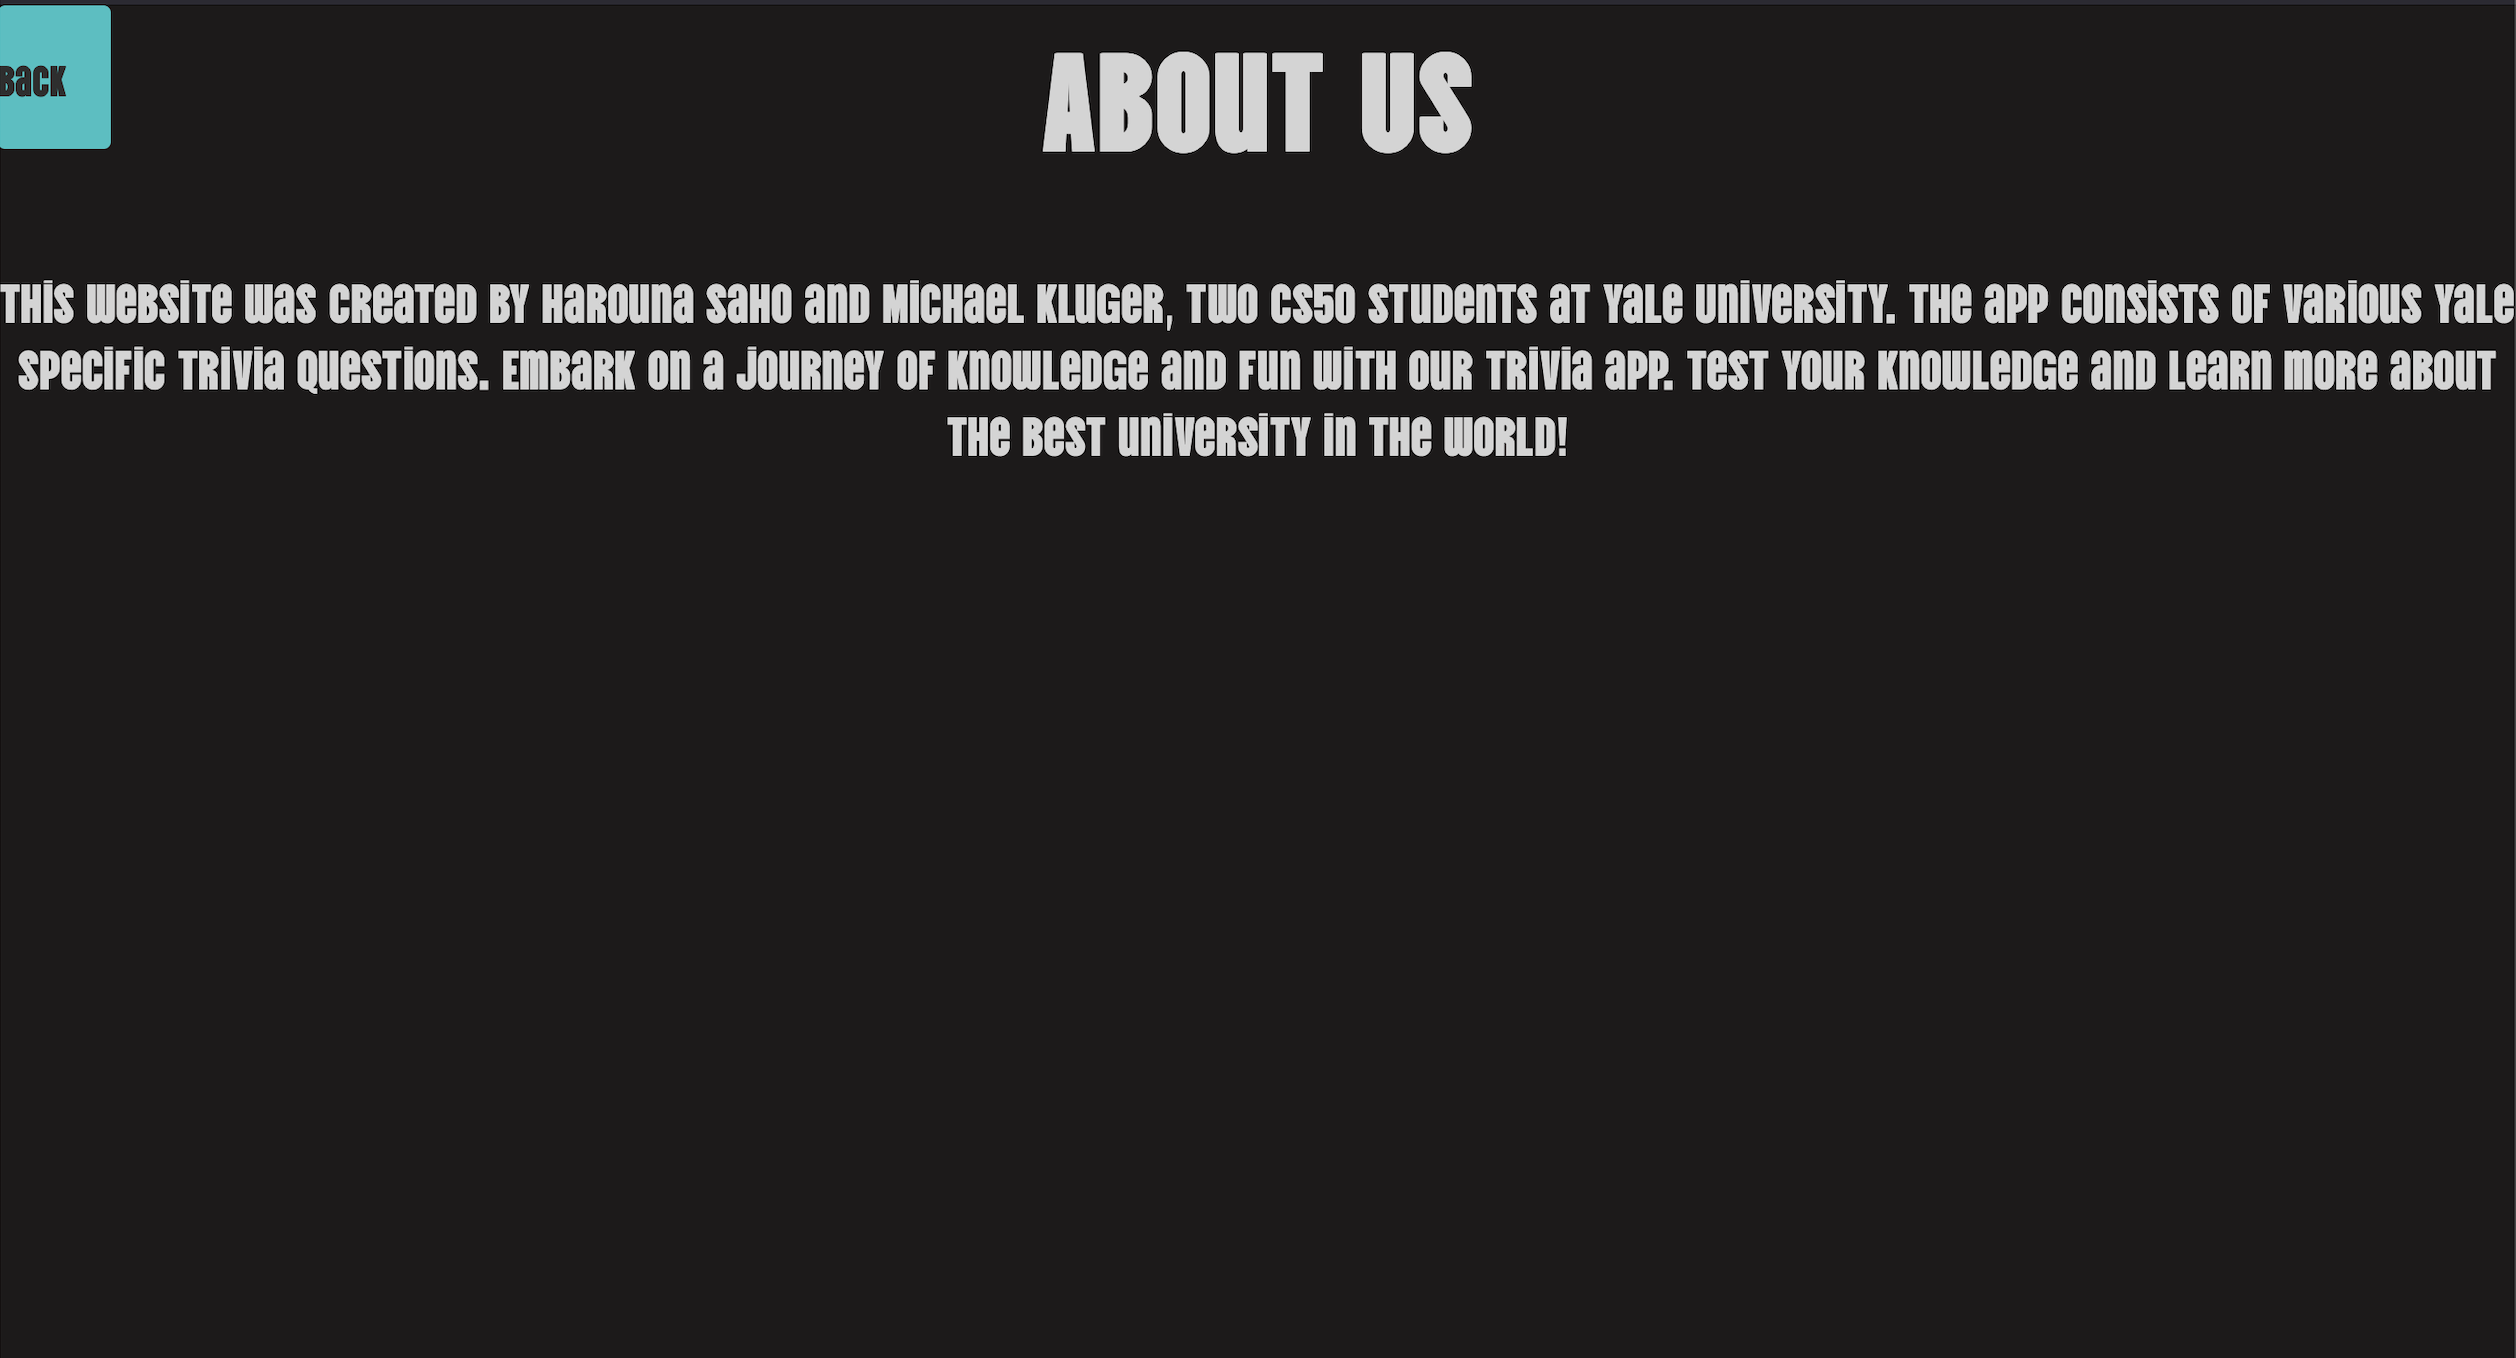 Back
ABOUT US
This website was created by Harouna Saho and Michael Kluger, two CS50 students at Yale University. The app consists of various Yale
specific trivia questions. Embark on a journey of knowledge and fun with our trivia app. Test your knowledge and learn more about
the best university in the world!